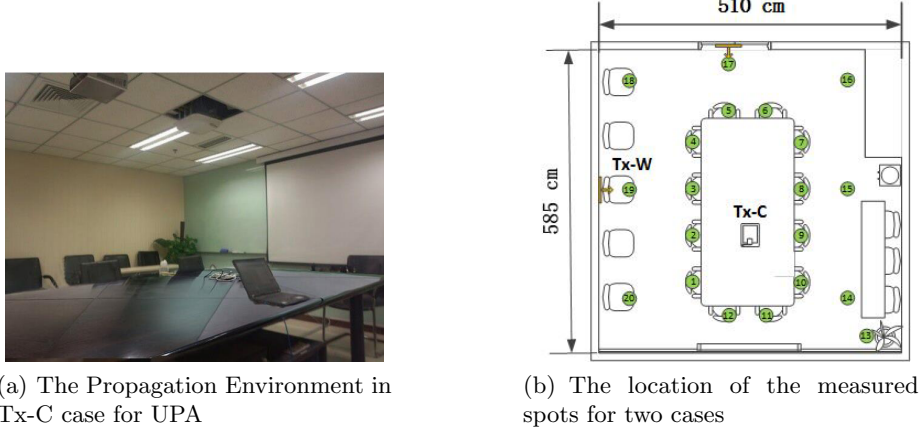 510 cm
585 cm
17
18
16
5
6
4
7
Tx-W
19
3
8
15
Tx-C
2
9
1
10
20
14
12
11
13
(a) The Propagation Environment in
Tx-C case for UPA
(b) The location of the measured
spots for two cases